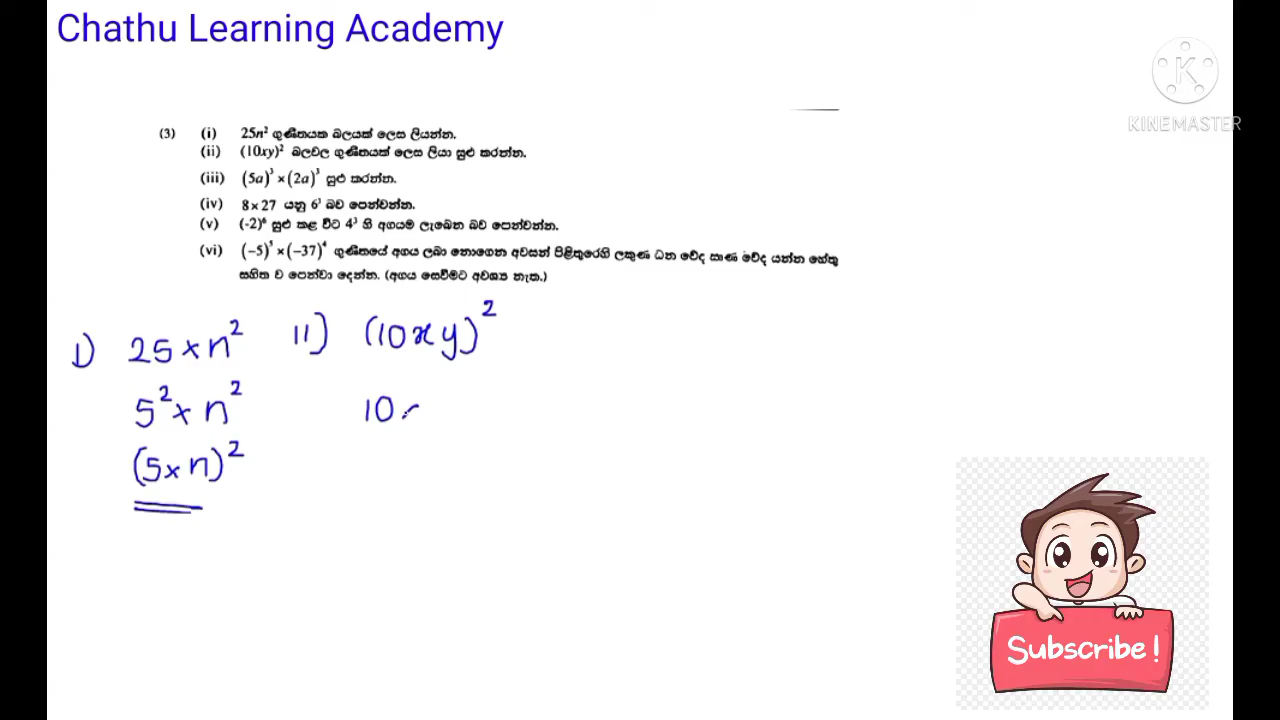 Chathu Learning Academy
KINEMASTER
(3) (i) 25n² ගුණිතයක බලයක් ලෙස ලියන්න.
(ii) (10xy)² බලවල ගුණිතයක් ලෙස ලියා සුළු කරන්න.
(iii) (5a)³ × (2a)³ සුළු කරන්න.
(iv) 8 × 27 යනු 6³ බව පෙන්වන්න.
(v) (-2)⁶ සුළු කළ විට 4³ හි අගයම ලැබෙන බව පෙන්වන්න.
(vi) (−5)⁵ × (−37)⁴ ගුණිතයේ අගය ලබා නොගෙන අවසන් පිළිතුරෙහි ලකුණ ධන වේද ඍණ වේද යන්න හේතු
සහිත ව පෙන්වා දෙන්න. (අගය සෙවීමට අවශ්‍ය නැත.)
1) 25 × n² 11) (10xy)²
5² × n² 10
(5 × n)²
Subscribe !